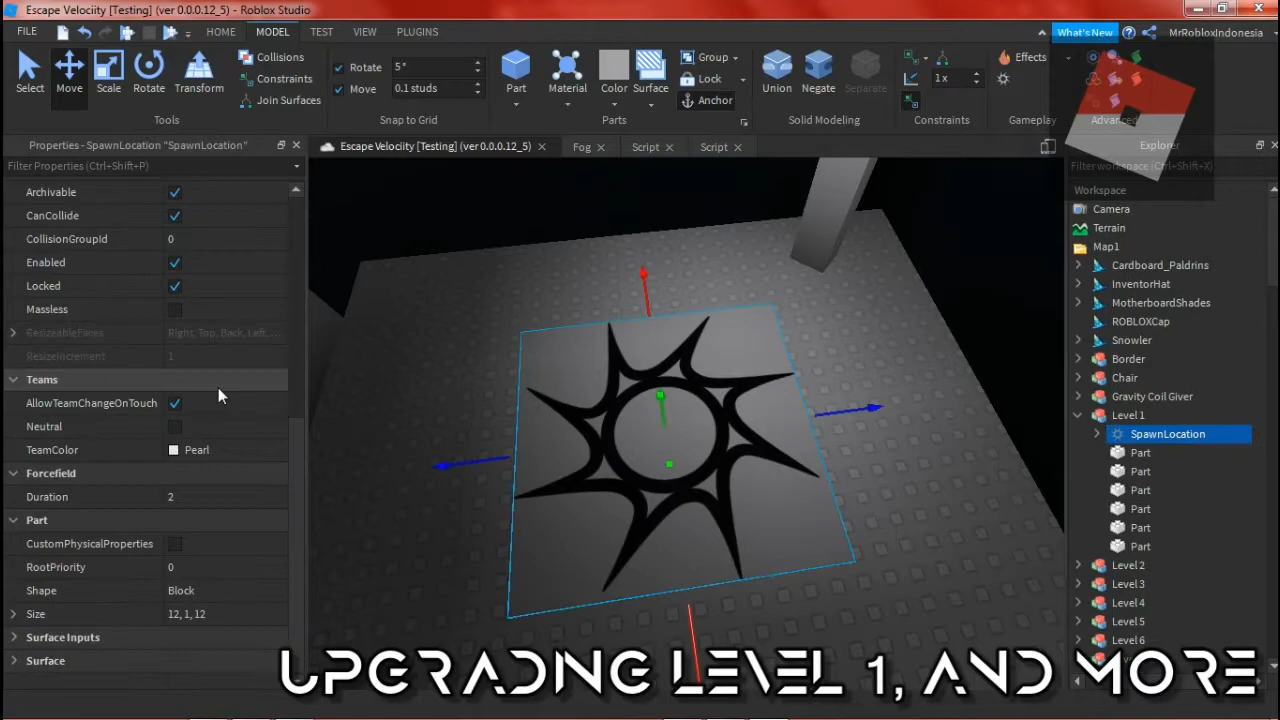 Escape Velociity [Testing] (ver 0.0.0.12_5) - Roblox Studio
FILE HOME MODEL TEST VIEW PLUGINS What's New MrRobloxIndonesia
Select Move Scale Rotate Transform
Collisions
Constraints
Join Surfaces
Tools
Rotate 5°
Move 0.1 studs
Snap to Grid
Part Material Color Surface
Group
Lock
Anchor
Parts
Union Negate Separate
Solid Modeling
1x
Constraints
Effects
Gameplay
Advanced
Properties - SpawnLocation "SpawnLocation"
Filter Properties (Ctrl+Shift+P)
Archivable
CanCollide
CollisionGroupId 0
Enabled
Locked
Massless
ResizeableFaces Right, Top, Back, Left, ...
ResizeIncrement 1
Teams
AllowTeamChangeOnTouch
Neutral
TeamColor Pearl
Forcefield
Duration 2
Part
CustomPhysicalProperties
RootPriority 0
Shape Block
Size 12, 1, 12
Surface Inputs
Surface
Escape Velociity [Testing] (ver 0.0.0.12_5) Fog Script Script
Explorer
Filter workspace (Ctrl+Shift+X)
Workspace
Camera
Terrain
Map1
Cardboard_Paldrins
InventorHat
MotherboardShades
ROBLOXCap
Snowler
Border
Chair
Gravity Coil Giver
Level 1
SpawnLocation
Part
Part
Part
Part
Part
Part
Level 2
Level 3
Level 4
Level 5
Level 6
UPGRADING LEVEL 1, AND MORE